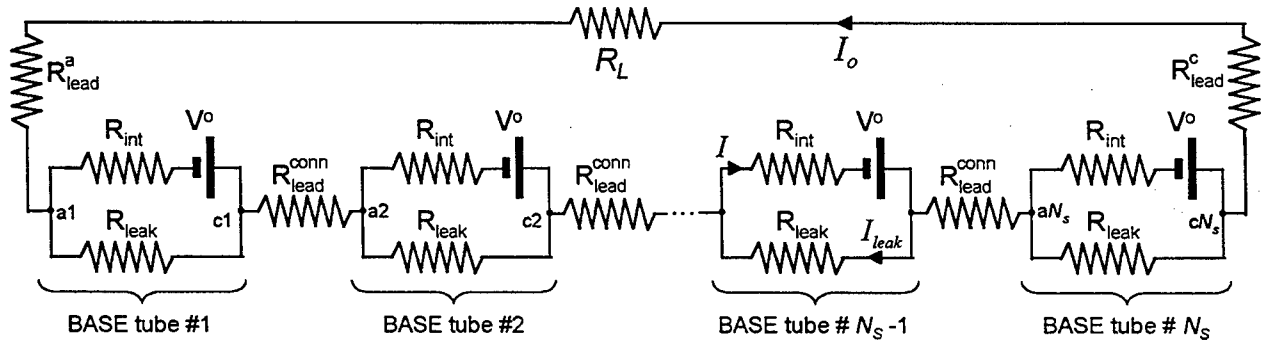 R_L
I_o
R^a_lead
R^c_lead
R_int
V^o
R_int
V^o
R_int
V^o
R_int
V^o
I
R^conn_lead
R^conn_lead
R^conn_lead
a1
c1
a2
c2
aN_s
cN_s
R_leak
R_leak
R_leak
I_leak
R_leak
BASE tube #1
BASE tube #2
BASE tube # N_S -1
BASE tube # N_S